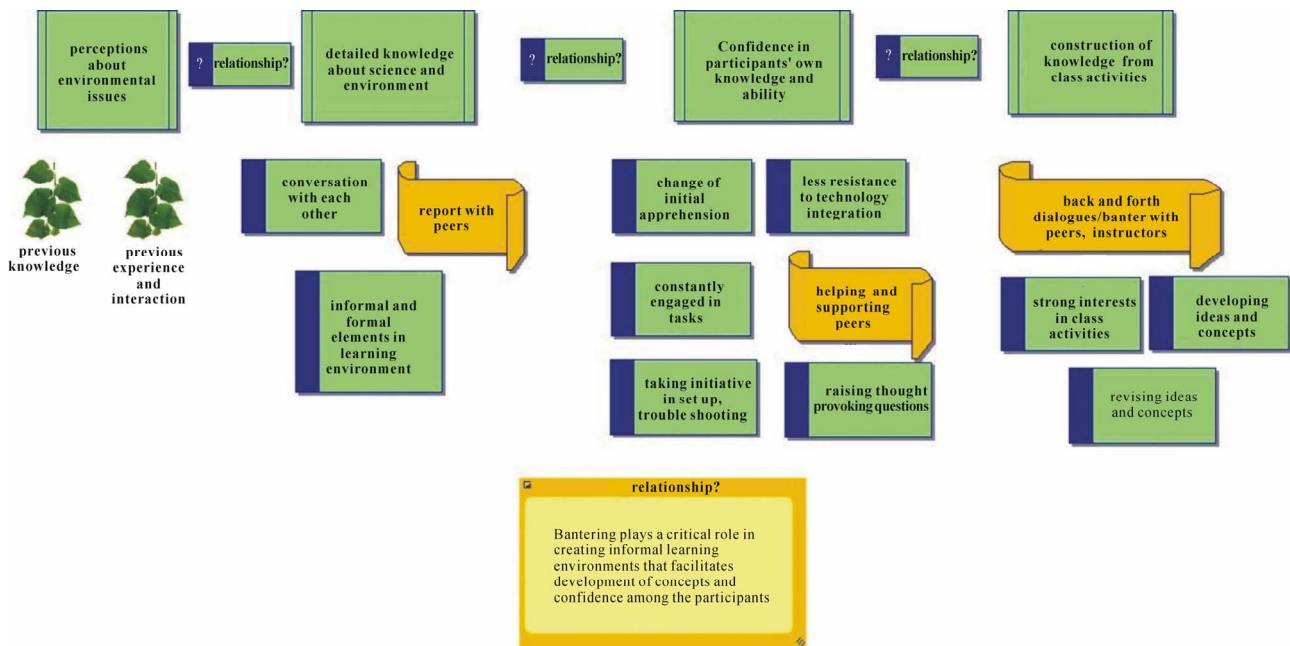 perceptions
about
environmental
issues
?
relationship?
detailed knowledge
about science and
environment
?
relationship?
Confidence in
participants' own
knowledge and
ability
?
relationship?
construction of
knowledge from
class activities
previous
knowledge
previous
experience
and
interaction
conversation
with each
other
report with
peers
informal and
formal
elements in
learning
environment
change of
initial
apprehension
less resistance
to technology
integration
constantly
engaged in
tasks
helping and
supporting
peers
...
taking initiative
in set up,
trouble shooting
raising thought
provoking questions
back and forth
dialogues/banter with
peers, instructors
strong interests
in class
activities
developing
ideas and
concepts
revising ideas
and concepts
relationship?
Bantering plays a critical role in
creating informal learning
environments that facilitates
development of concepts and
confidence among the participants